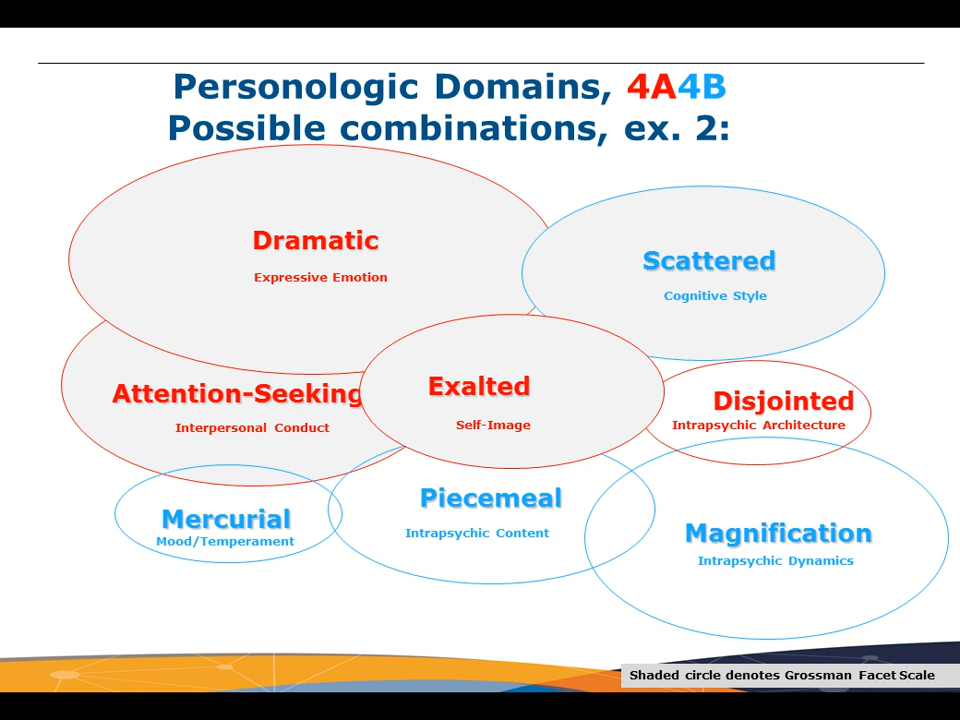 Personologic Domains, 4A4B
Possible combinations, ex. 2:
Dramatic
Expressive Emotion
Scattered
Cognitive Style
Attention-Seeking
Interpersonal Conduct
Exalted
Self-Image
Disjointed
Intrapsychic Architecture
Mercurial
Mood/Temperament
Piecemeal
Intrapsychic Content
Magnification
Intrapsychic Dynamics
Shaded circle denotes Grossman Facet Scale